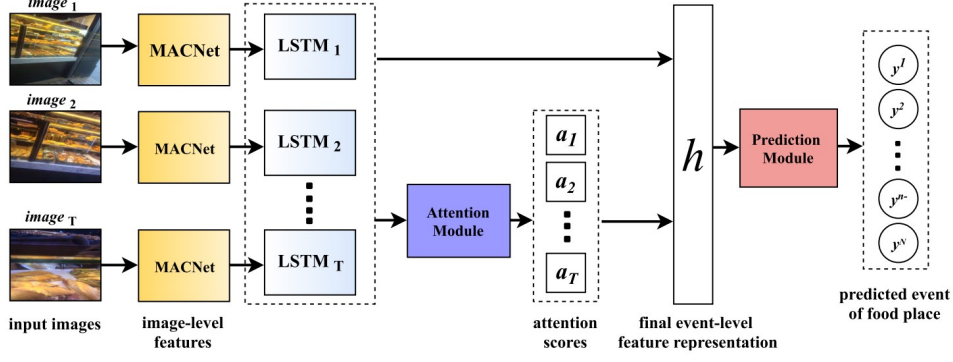 image 1
MACNet
LSTM 1
image 2
MACNet
LSTM 2
image T
MACNet
LSTM T
Attention
Module
a1
a2
aT
h
Prediction
Module
y1
y2
yn-
yN
input images
image-level
features
attention
scores
final event-level
feature representation
predicted event
of food place